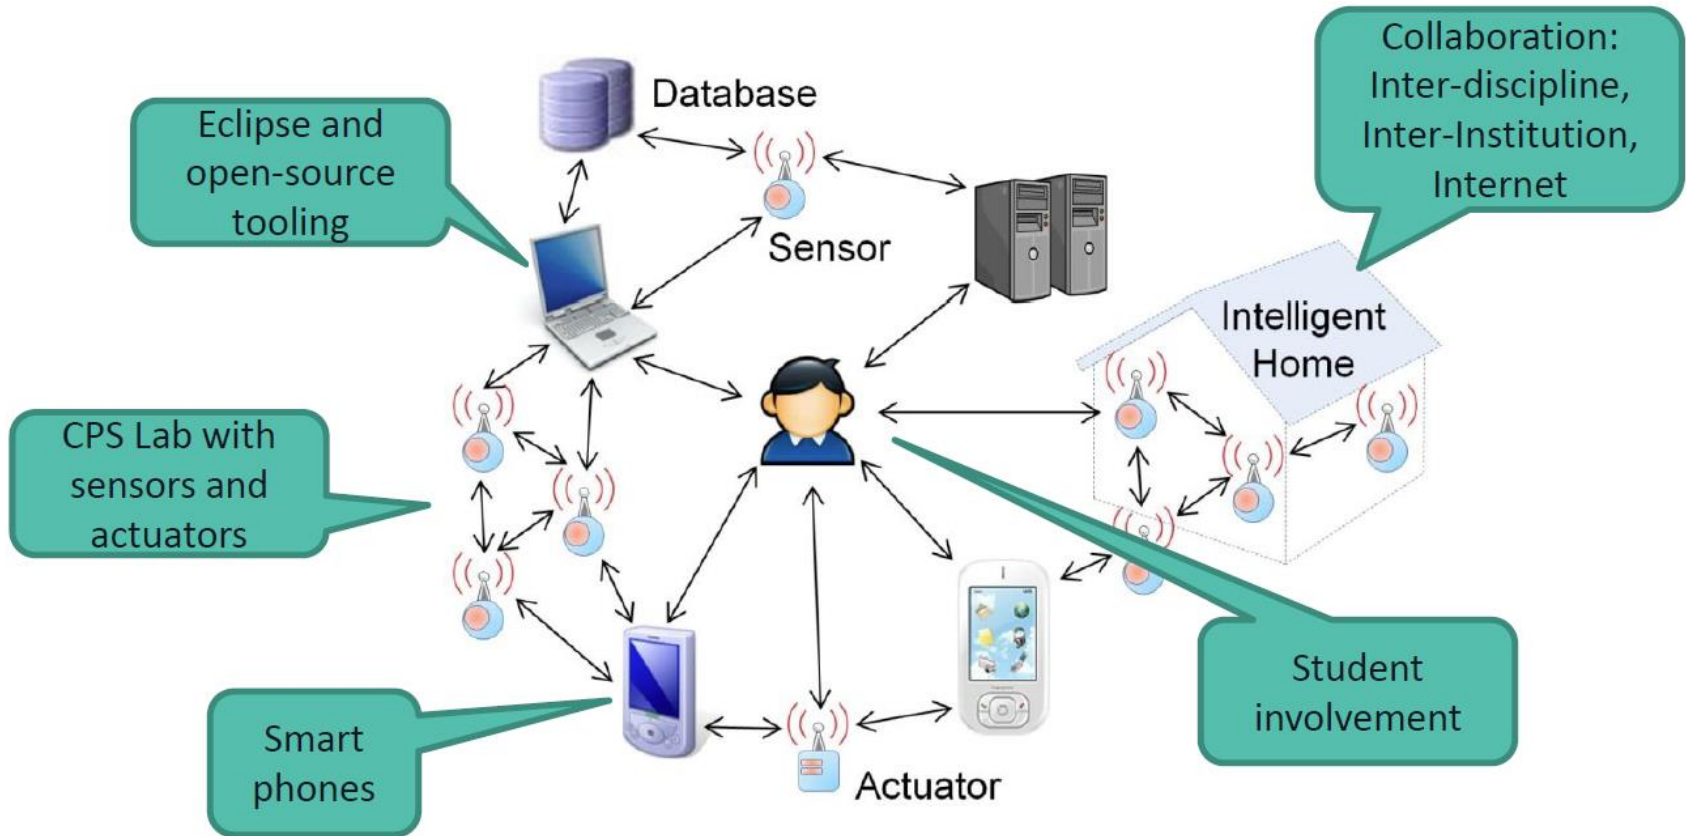 Collaboration:
Inter-discipline,
Inter-Institution,
Internet
Database
Eclipse and
open-source
tooling
Sensor
Intelligent
Home
CPS Lab with
sensors and
actuators
Student
involvement
Smart
phones
Actuator